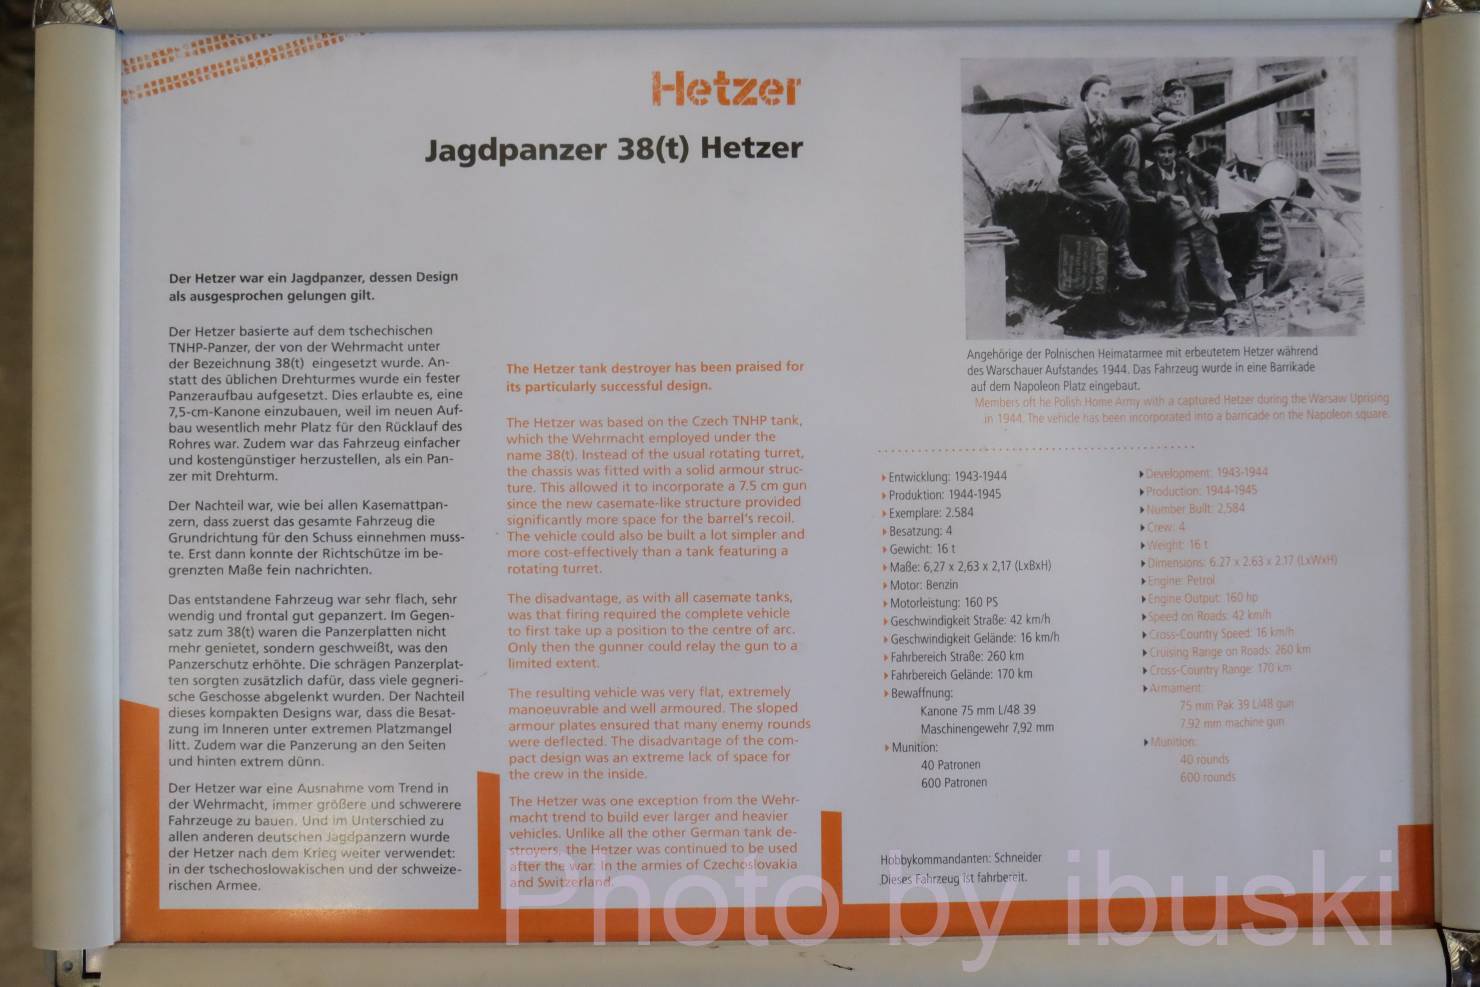 Hetzer
Jagdpanzer 38(t) Hetzer
Der Hetzer war ein Jagdpanzer, dessen Design
als ausgesprochen gelungen gilt.
Der Hetzer basierte auf dem tschechischen
TNHP-Panzer, der von der Wehrmacht unter
der Bezeichnung 38(t) eingesetzt wurde. An-
statt des üblichen Drehturmes wurde ein fester
Panzeraufbau aufgesetzt. Dies erlaubte es, eine
7,5-cm-Kanone einzubauen, weil im neuen Auf-
bau wesentlich mehr Platz für den Rücklauf des
Rohres war. Zudem war das Fahrzeug einfacher
und kostengünstiger herzustellen, als ein Pan-
zer mit Drehturm.
Der Nachteil war, wie bei allen Kasemattpan-
zern, dass zuerst das gesamte Fahrzeug die
Grundrichtung für den Schuss einnehmen muss-
te. Erst dann konnte der Richtschütze im be-
grenzten Maße fein nachrichten.
Das entstandene Fahrzeug war sehr flach, sehr
wendig und frontal gut gepanzert. Im Gegen-
satz zum 38(t) waren die Panzerplatten nicht
mehr genietet, sondern geschweißt, was den
Panzerschutz erhöhte. Die schrägen Panzerplat-
ten sorgten zusätzlich dafür, dass viele gegneri-
sche Geschosse abgelenkt wurden. Der Nachteil
dieses kompakten Designs war, dass die Besat-
zung im Inneren unter extremen Platzmangel
litt. Zudem war die Panzerung an den Seiten
und hinten extrem dünn.
Der Hetzer war eine Ausnahme vom Trend in
der Wehrmacht, immer größere und schwerere
Fahrzeuge zu bauen. Und im Unterschied zu
allen anderen deutschen Jagdpanzern wurde
der Hetzer nach dem Krieg weiter verwendet:
in der tschechoslowakischen und der schweize-
rischen Armee.
The Hetzer tank destroyer has been praised for
its particularly successful design.
The Hetzer was based on the Czech TNHP tank,
which the Wehrmacht employed under the
name 38(t). Instead of the usual rotating turret,
the chassis was fitted with a solid armour struc-
ture. This allowed it to incorporate a 7.5 cm gun
since the new casemate-like structure provided
significantly more space for the barrel's recoil.
The vehicle could also be built a lot simpler and
more cost-effectively than a tank featuring a
rotating turret.
The disadvantage, as with all casemate tanks,
was that firing required the complete vehicle
to first take up a position to the centre of arc.
Only then the gunner could relay the gun to a
limited extent.
The resulting vehicle was very flat, extremely
manoeuvrable and well armoured. The sloped
armour plates ensured that many enemy rounds
were deflected. The disadvantage of the com-
pact design was an extreme lack of space for
the crew in the inside.
The Hetzer was one exception from the Wehr-
macht trend to build ever larger and heavier
vehicles. Unlike all the other German tank de-
stroyers, the Hetzer was continued to be used
after the war: In the armies of Czechoslovakia
and Switzerland.
Angehörige der Polnischen Heimatarmee mit erbeutetem Hetzer während
des Warschauer Aufstandes 1944. Das Fahrzeug wurde in eine Barrikade
auf dem Napoleon Platz eingebaut.
Members oft he Polish Home Army with a captured Hetzer during the Warsaw Uprising
in 1944. The vehicle has been incorporated into a barricade on the Napoleon square.
Entwicklung: 1943-1944
Produktion: 1944-1945
Exemplare: 2.584
Besatzung: 4
Gewicht: 16 t
Maße: 6,27 x 2,63 x 2,17 (LxBxH)
Motor: Benzin
Motorleistung: 160 PS
Geschwindigkeit Straße: 42 km/h
Geschwindigkeit Gelände: 16 km/h
Fahrbereich Straße: 260 km
Fahrbereich Gelände: 170 km
Bewaffnung:
Kanone 75 mm L/48 39
Maschinengewehr 7,92 mm
Munition:
40 Patronen
600 Patronen
Development: 1943-1944
Production: 1944-1945
Number Built: 2,584
Crew: 4
Weight: 16 t
Dimensions: 6.27 x 2.63 x 2.17 (LxWxH)
Engine: Petrol
Engine Output: 160 hp
Speed on Roads: 42 km/h
Cross-Country Speed: 16 km/h
Cruising Range on Roads: 260 km
Cross-Country Range: 170 km
Armament:
75 mm Pak 39 L/48 gun
7.92 mm machine gun
Munition:
40 rounds
600 rounds
Hobbykommandanten: Schneider
Dieses Fahrzeug ist fahrbereit.
Photo by ibuski